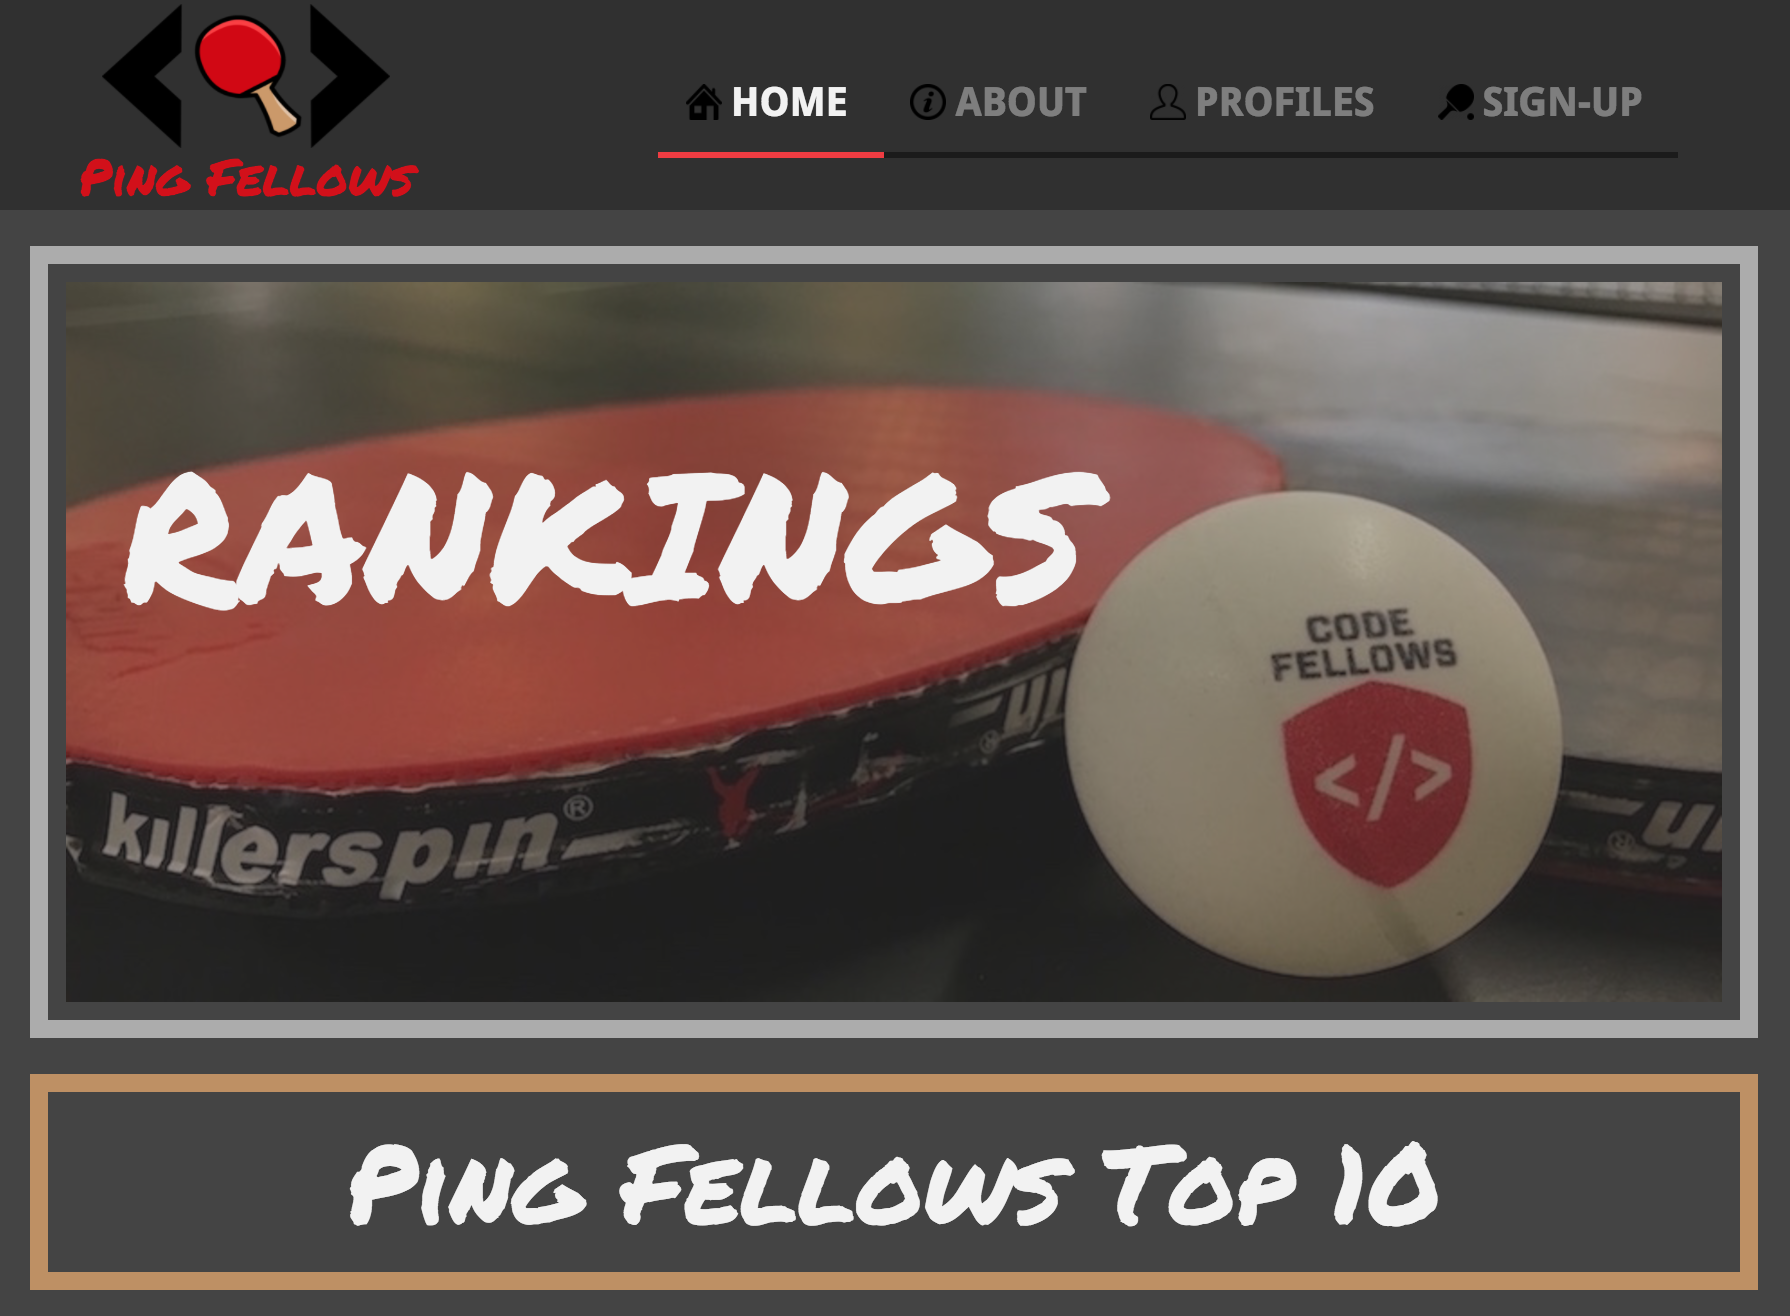 PING FELLOWS
HOME
ABOUT
PROFILES
SIGN-UP
RANKINGS
CODE
FELLOWS
</>
killerspin®
PING FELLOWS TOP 10